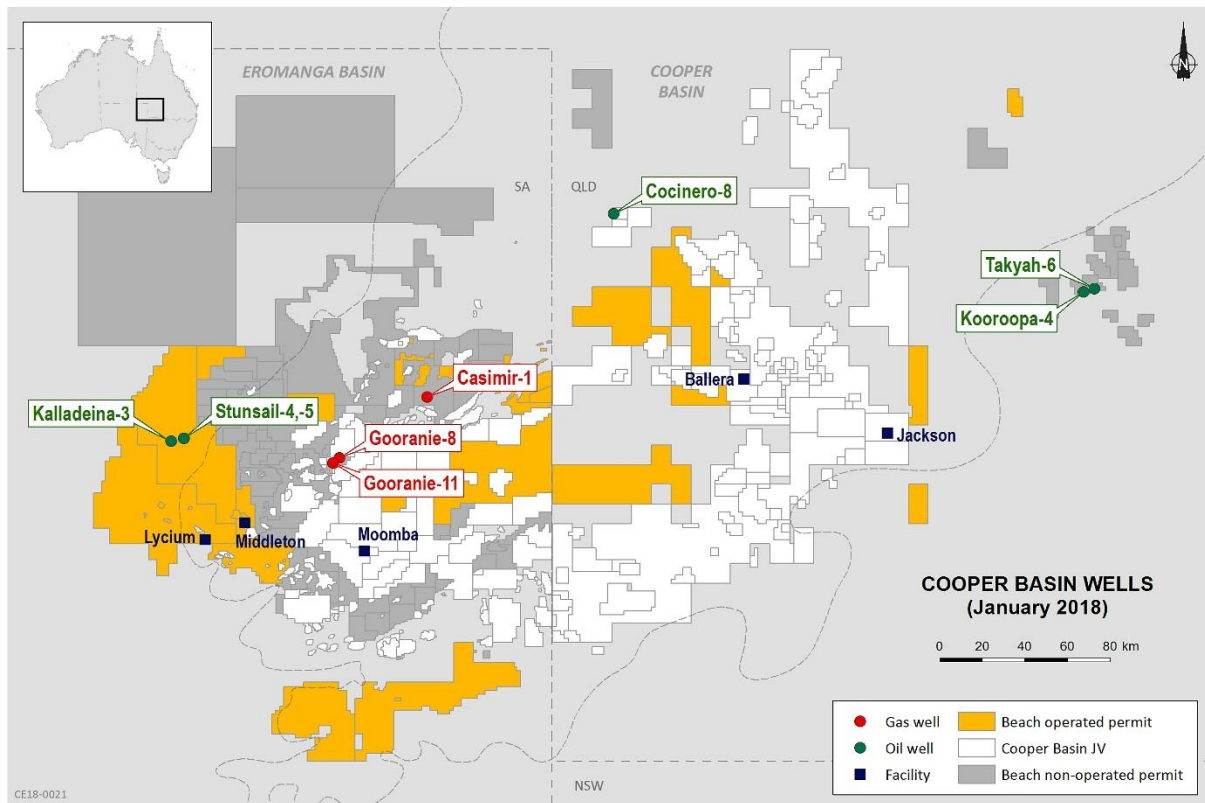 EROMANGA BASIN
COOPER
BASIN
N
SA
QLD
Cocinero-8
Takyah-6
Kooroopa-4
Casimir-1
Ballera
Kalladeina-3
Stunsail-4,-5
Gooranie-8
Gooranie-11
Jackson
Lycium
Middleton
Moomba
COOPER BASIN WELLS
(January 2018)
0 20 40 60 80 km
Gas well
Oil well
Facility
Beach operated permit
Cooper Basin JV
Beach non-operated permit
NSW
CE18-0021